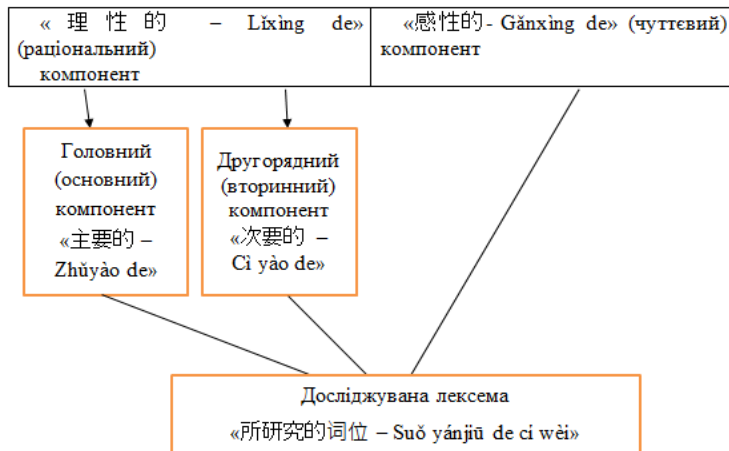 « 理 性 的 – Lĭxìng de»
(раціональний)
компонент
«感性的- Gǎnxìng de» (чуттєвий)
компонент
Головний
(основний)
компонент
«主要的 –
Zhǔyào de»
Другорядний
(вторинний)
компонент
«次要的 –
Cì yào de»
Досліджувана лексема
«所研究的词位 – Suǒ yánjiū de cí wèi»